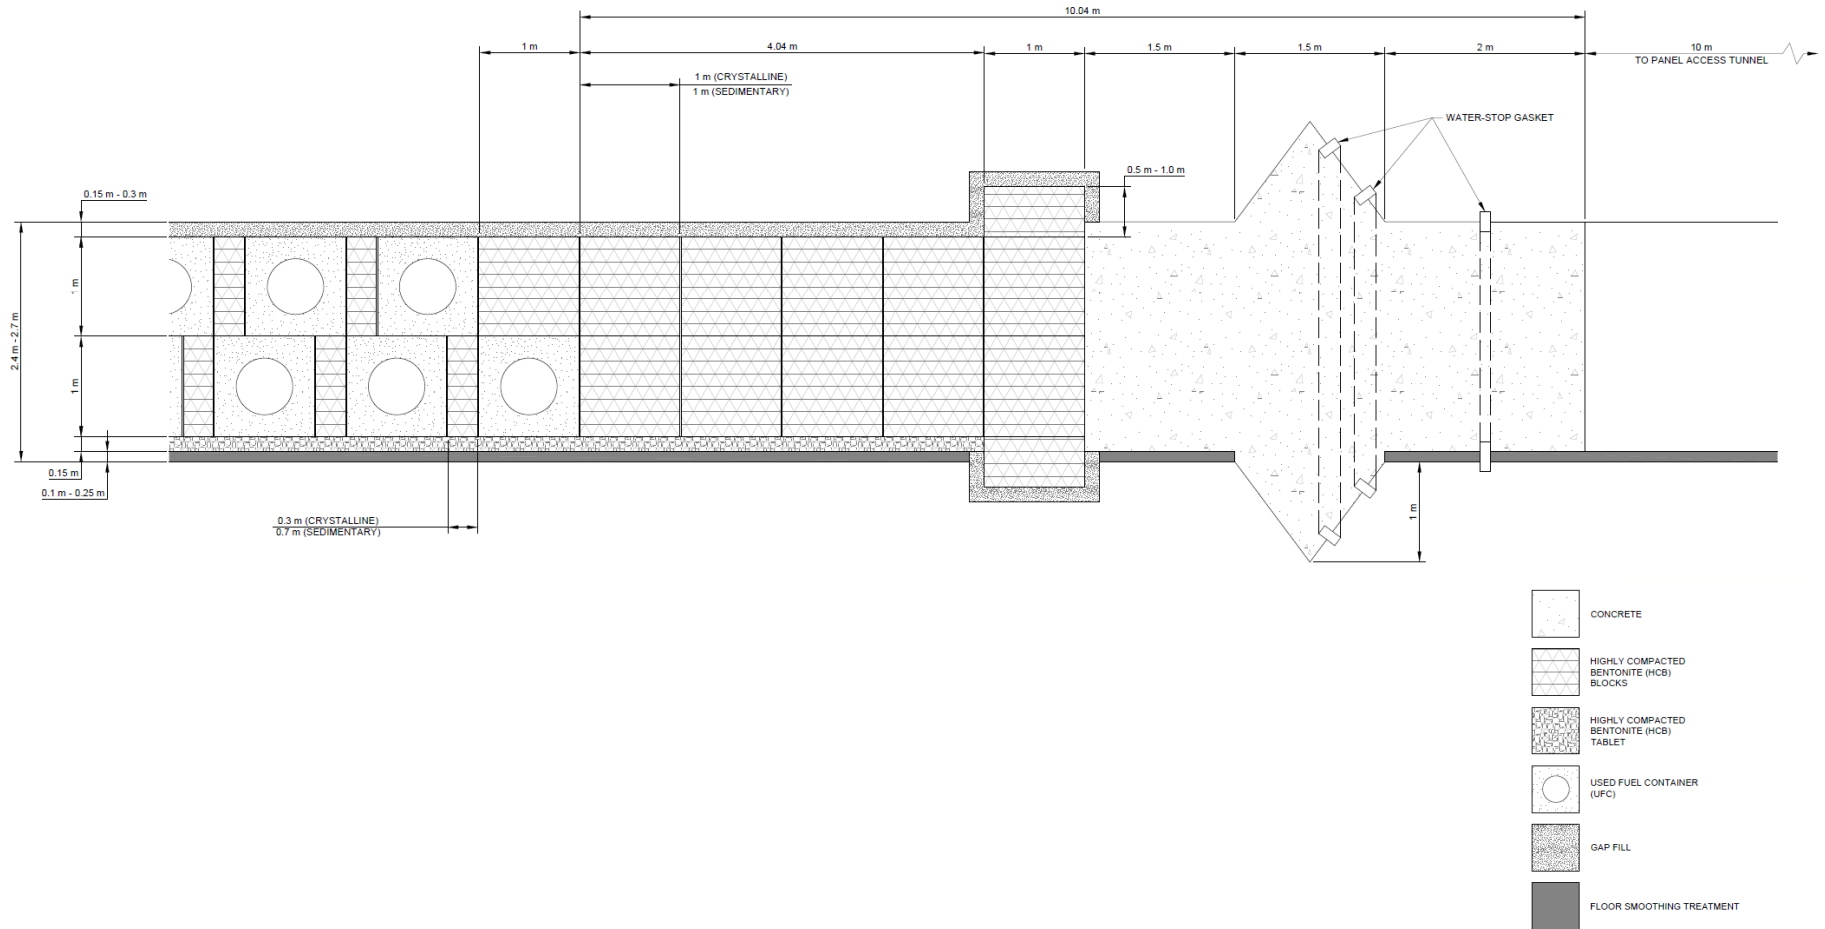 10.04 m
1 m
4.04 m
1 m
1.5 m
1.5 m
2 m
10 m
TO PANEL ACCESS TUNNEL
1 m (CRYSTALLINE)
1 m (SEDIMENTARY)
WATER-STOP GASKET
0.5 m - 1.0 m
0.15 m - 0.3 m
1 m
2.4 m - 2.7 m
1 m
0.15 m
0.1 m - 0.25 m
0.3 m (CRYSTALLINE)
0.7 m (SEDIMENTARY)
1 m
CONCRETE
HIGHLY COMPACTED
BENTONITE (HCB)
BLOCKS
HIGHLY COMPACTED
BENTONITE (HCB)
TABLET
USED FUEL CONTAINER
(UFC)
GAP FILL
FLOOR SMOOTHING TREATMENT